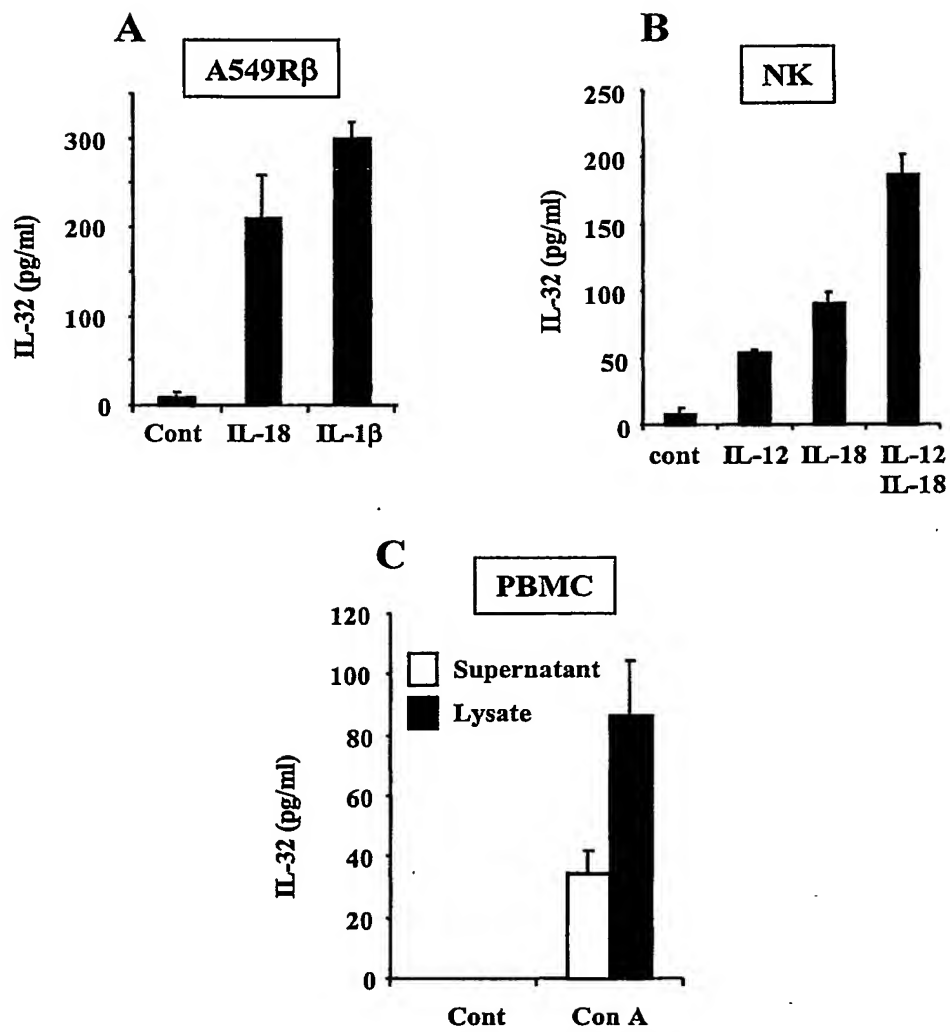 A
A549Rβ
IL-32 (pg/ml)
300
200
100
0
Cont IL-18 IL-1β
B
NK
IL-32 (pg/ml)
250
200
150
100
50
0
cont IL-12 IL-18 IL-12
IL-18
C
PBMC
IL-32 (pg/ml)
120
100
80
60
40
20
0
Supernatant
Lysate
Cont Con A